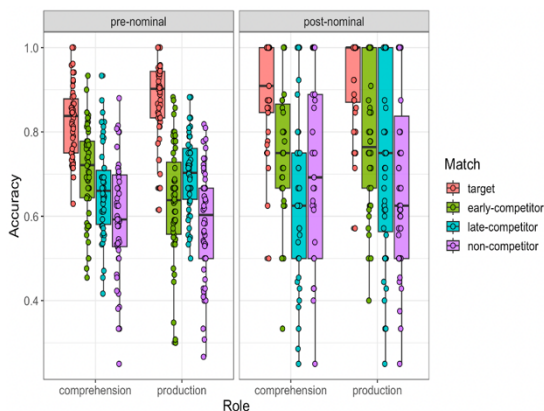 pre-nominal
post-nominal
1.0
0.8
0.6
0.4
Accuracy
comprehension
production
comprehension
production
Role
Match
target
early-competitor
late-competitor
non-competitor